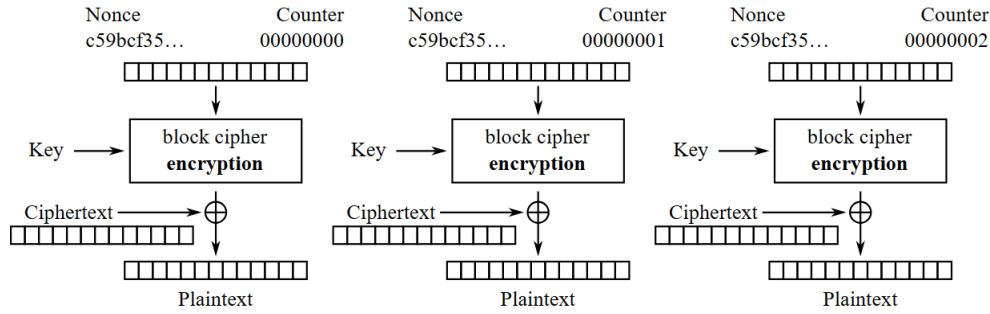 Nonce Counter Nonce Counter Nonce Counter
c59bcf35… 00000000 c59bcf35… 00000001 c59bcf35… 00000002
block cipher block cipher block cipher
Key Key Key
encryption encryption encryption
Ciphertext Ciphertext Ciphertext
Plaintext Plaintext Plaintext